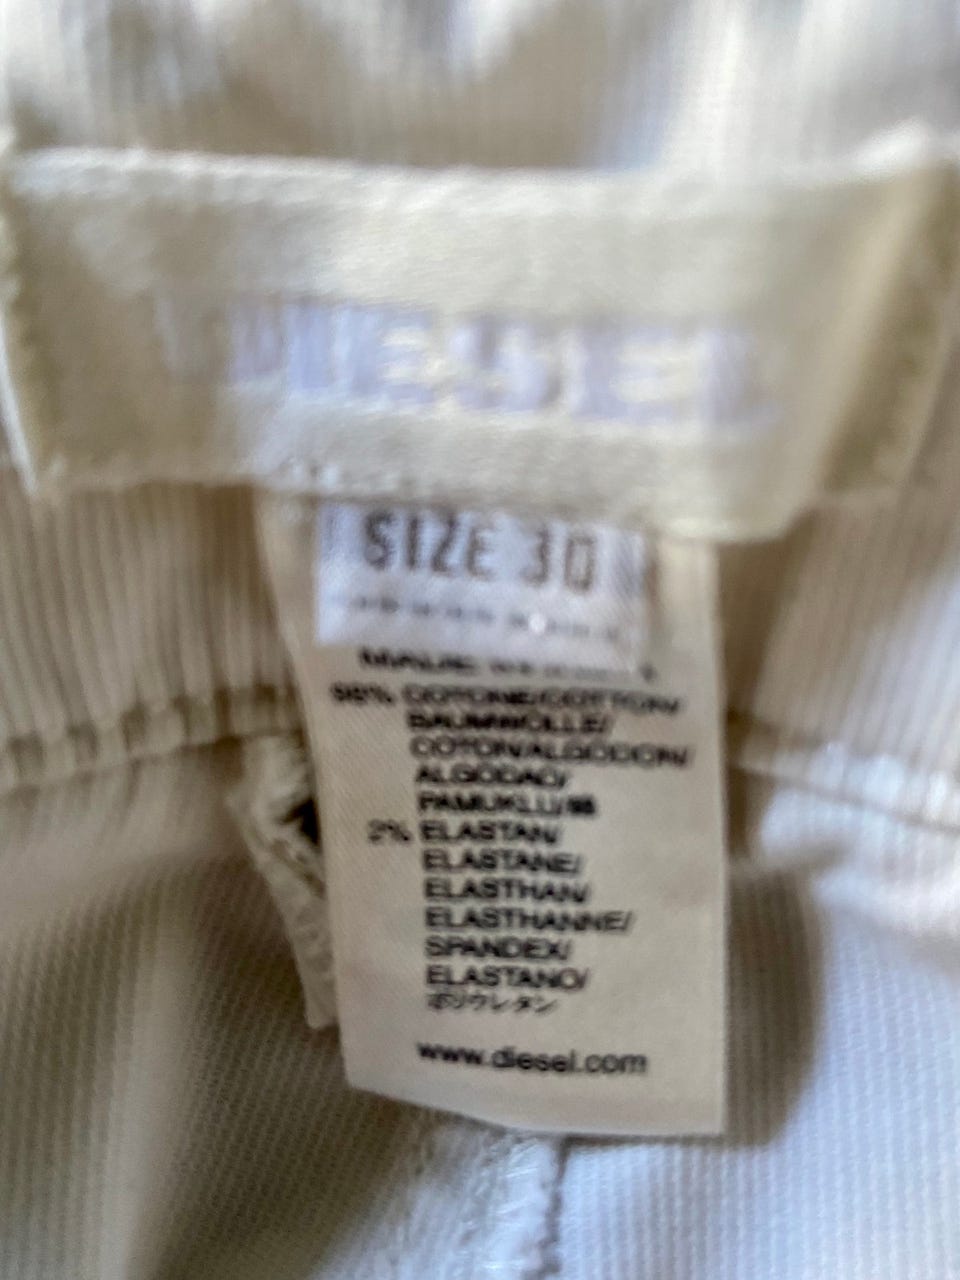 DIESEL
SIZE 30
98% COTONE/COTTON/
BAUMWOLLE/
COTON/ALGODON/
ALGODAO/
PAMUKLU/綿
2% ELASTAN/
ELASTANE/
ELASTHAN/
ELASTHANNE/
SPANDEX/
ELASTANO/
ポリウレタン
www.diesel.com